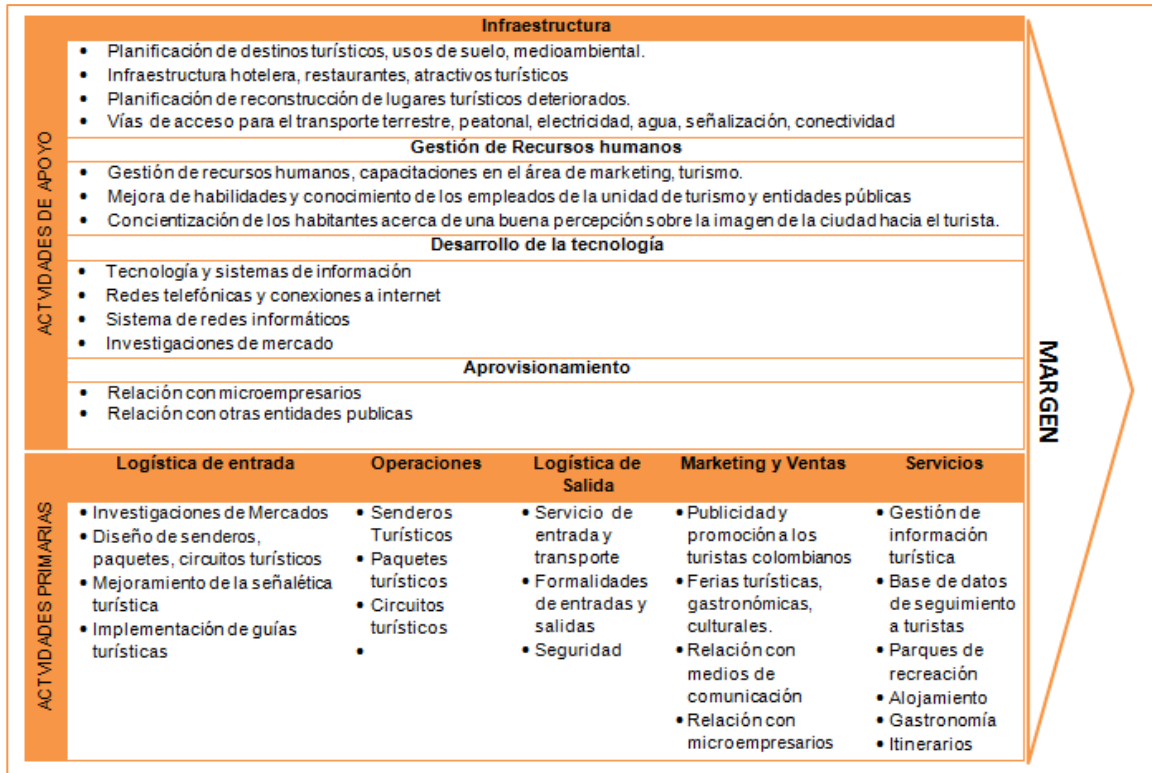 Infraestructura
ACTVIDADES DE APOYO
• Planificación de destinos turísticos, usos de suelo, medioambiental.
• Infraestructura hotelera, restaurantes, atractivos turísticos
• Planificación de reconstrucción de lugares turísticos deteriorados.
• Vías de acceso para el transporte terrestre, peatonal, electricidad, agua, señalización, conectividad
Gestión de Recursos humanos
• Gestión de recursos humanos, capacitaciones en el área de marketing, turismo.
• Mejora de habilidades y conocimiento de los empleados de la unidad de turismo y entidades públicas
• Concientización de los habitantes acerca de una buena percepción sobre la imagen de la ciudad hacia el turista.
Desarrollo de la tecnología
• Tecnología y sistemas de información
• Redes telefónicas y conexiones a internet
• Sistema de redes informáticos
• Investigaciones de mercado
Aprovisionamiento
• Relación con microempresarios
• Relación con otras entidades publicas
MARGEN
ACTVIDADES PRIMARIAS
Logística de entrada
• Investigaciones de Mercados
• Diseño de senderos,
paquetes, circuitos turísticos
• Mejoramiento de la señalética
turística
• Implementación de guías
turísticas
Operaciones
• Senderos
Turísticos
• Paquetes
turísticos
• Circuitos
turísticos
•
Logística de
Salida
• Servicio de
entrada y
transporte
• Formalidades
de entradas y
salidas
• Seguridad
Marketing y Ventas
• Publicidad y
promoción a los
turistas colombianos
• Ferias turísticas,
gastronómicas,
culturales.
• Relación con
medios de
comunicación
• Relación con
microempresarios
Servicios
• Gestión de
información
turística
• Base de datos
de seguimiento
a turistas
• Parques de
recreación
• Alojamiento
• Gastronomía
• Itinerarios